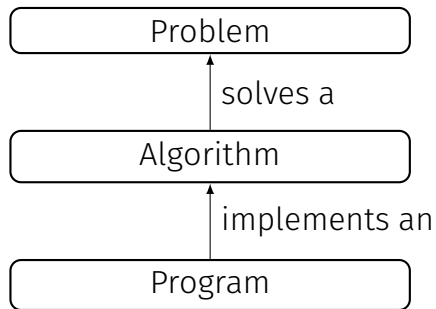 Problem
solves a
Algorithm
implements an
Program